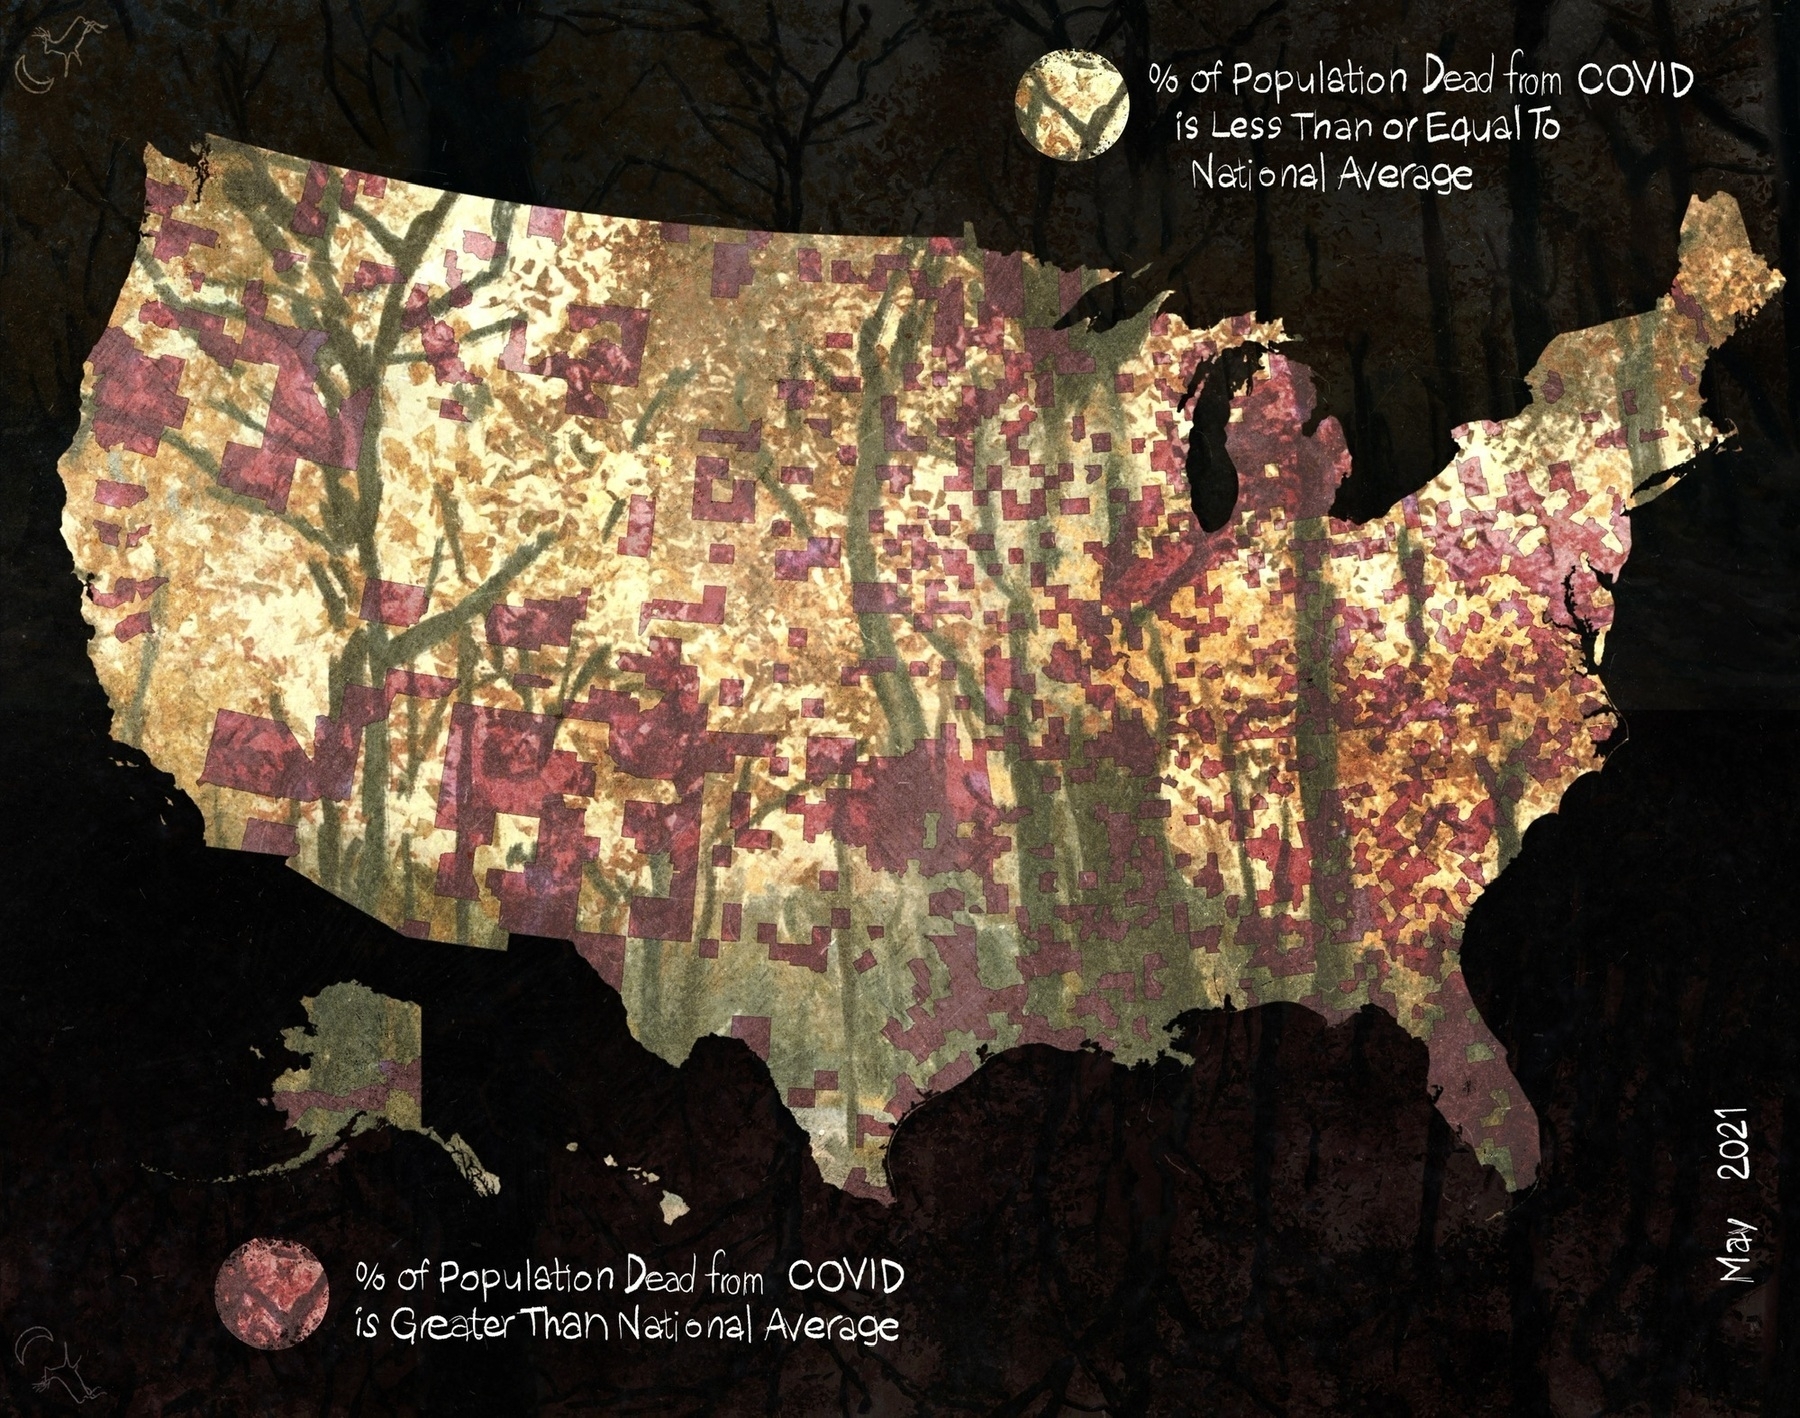 % of Population Dead from COVID
is Less Than or Equal To
National Average
% of Population Dead from COVID
is Greater Than National Average
May 2021